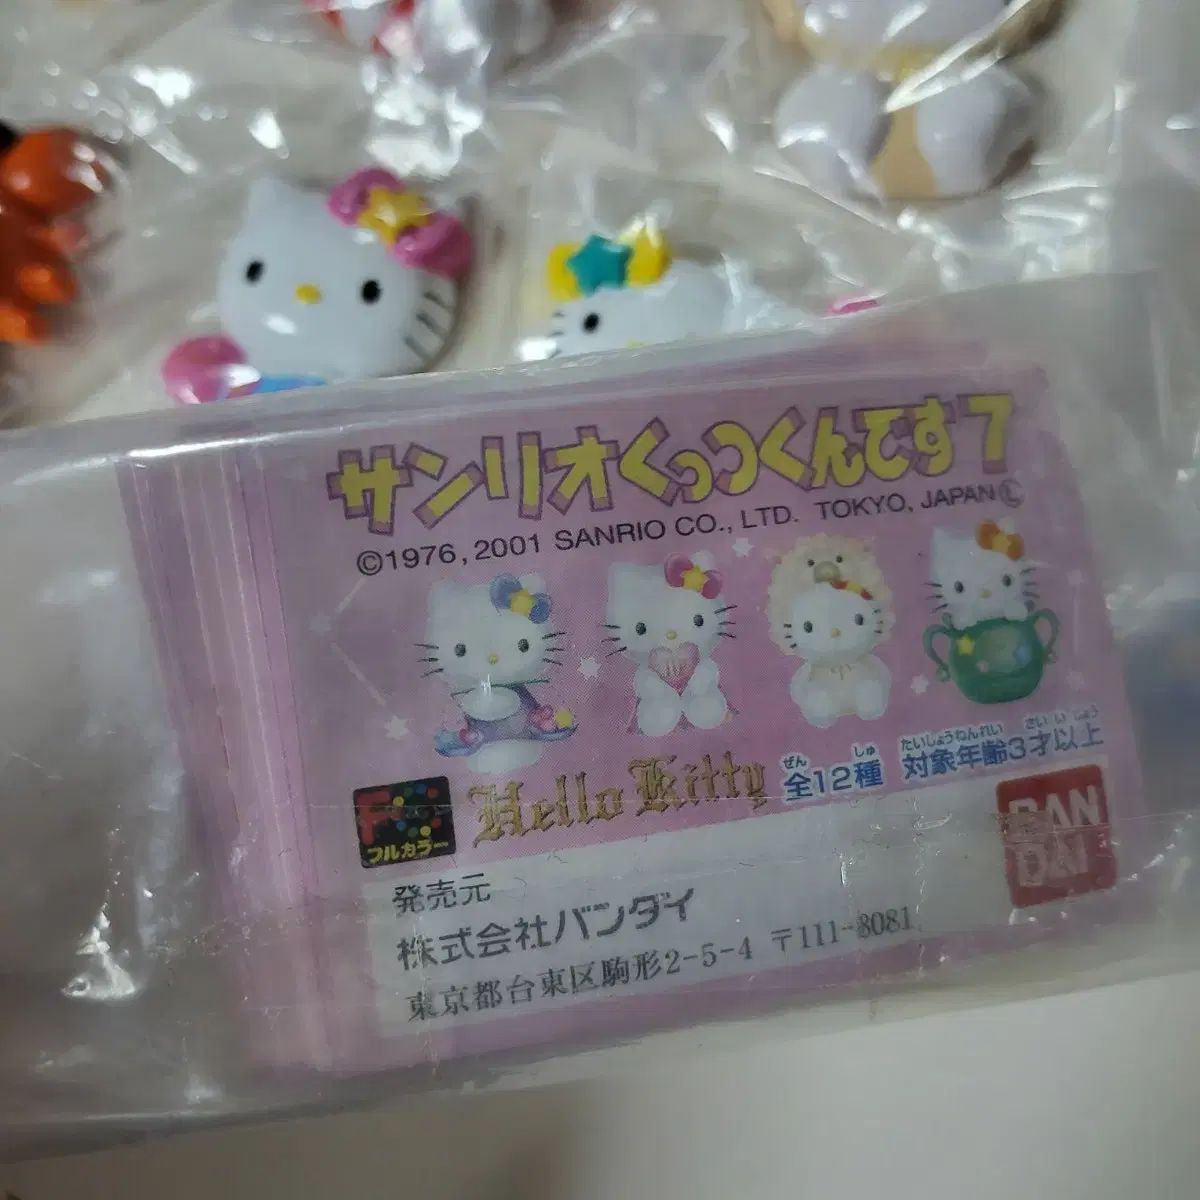 サンリオくっつくんです7
©1976, 2001 SANRIO CO., LTD. TOKYO, JAPAN Ⓛ
Hello Kitty
ぜん しゅ
全12種
たいしょうねんれい さい い じょう
対象年齢3才以上
F
フルカラー
BAN
DAI
発売元
株式会社バンダイ
東京都台東区駒形2-5-4 〒111-8081